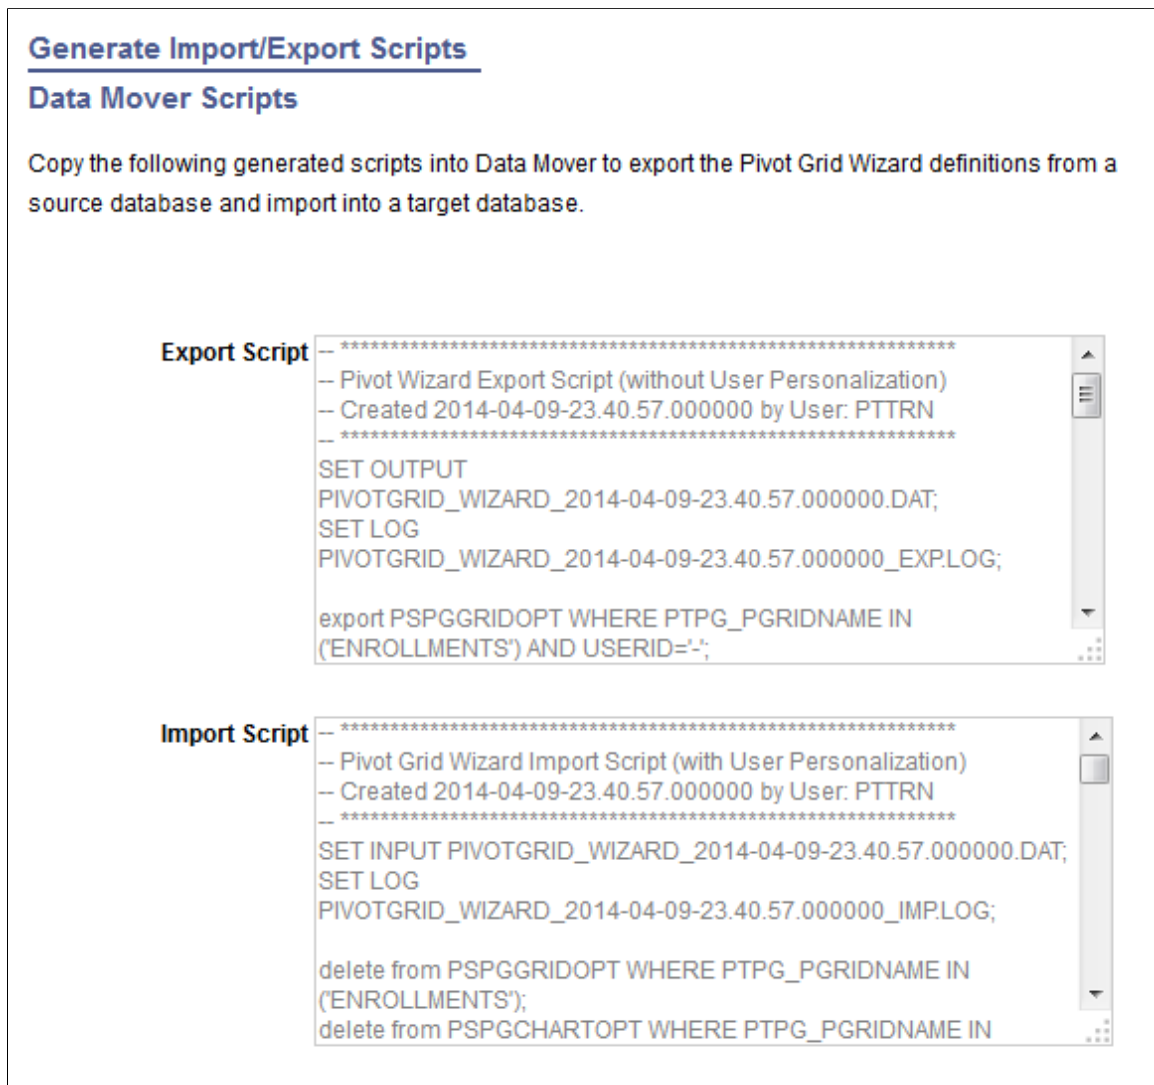 Generate Import/Export Scripts
Data Mover Scripts
Copy the following generated scripts into Data Mover to export the Pivot Grid Wizard definitions from a
source database and import into a target database.
Export Script
-- **************************************************************
-- Pivot Wizard Export Script (without User Personalization)
-- Created 2014-04-09-23.40.57.000000 by User: PTTRN
-- **************************************************************
SET OUTPUT
PIVOTGRID_WIZARD_2014-04-09-23.40.57.000000.DAT;
SET LOG
PIVOTGRID_WIZARD_2014-04-09-23.40.57.000000_EXP.LOG;
export PSPGGRIDOPT WHERE PTPG_PGRIDNAME IN
('ENROLLMENTS') AND USERID='-';
Import Script
-- **************************************************************
-- Pivot Grid Wizard Import Script (with User Personalization)
-- Created 2014-04-09-23.40.57.000000 by User: PTTRN
-- **************************************************************
SET INPUT PIVOTGRID_WIZARD_2014-04-09-23.40.57.000000.DAT;
SET LOG
PIVOTGRID_WIZARD_2014-04-09-23.40.57.000000_IMP.LOG;
delete from PSPGGRIDOPT WHERE PTPG_PGRIDNAME IN
('ENROLLMENTS');
delete from PSPGCHARTOPT WHERE PTPG_PGRIDNAME IN